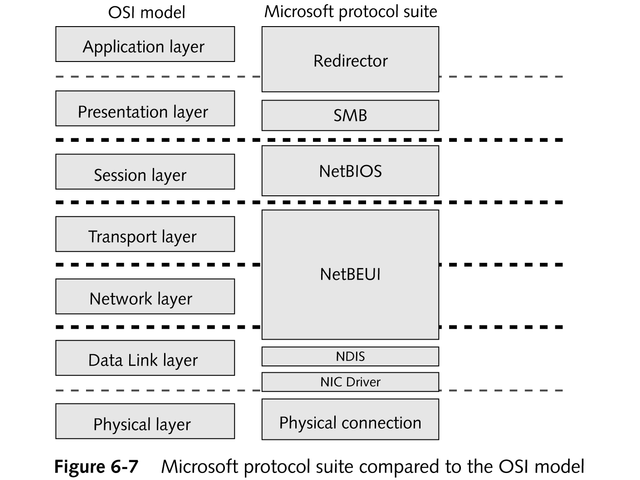 OSI model
Microsoft protocol suite
Application layer
Redirector
Presentation layer
SMB
Session layer
NetBIOS
Transport layer
NetBEUI
Network layer
Data Link layer
NDIS
NIC Driver
Physical layer
Physical connection
Figure 6-7 Microsoft protocol suite compared to the OSI model